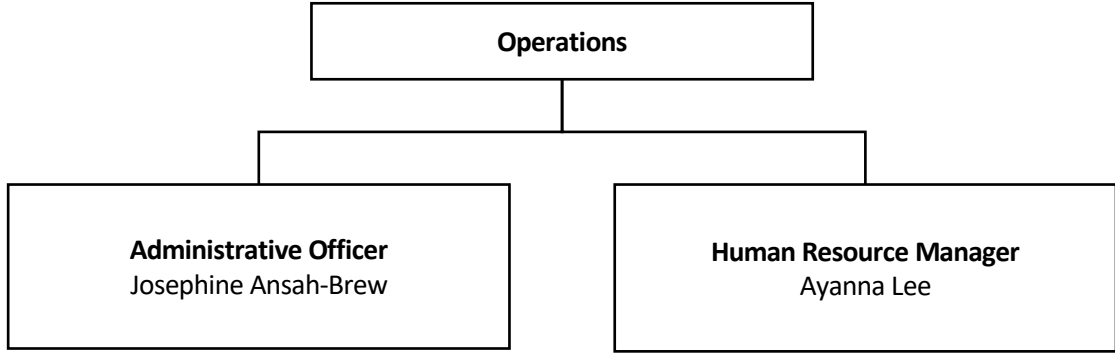 Operations
Administrative Officer
Josephine Ansah-Brew
Human Resource Manager
Ayanna Lee